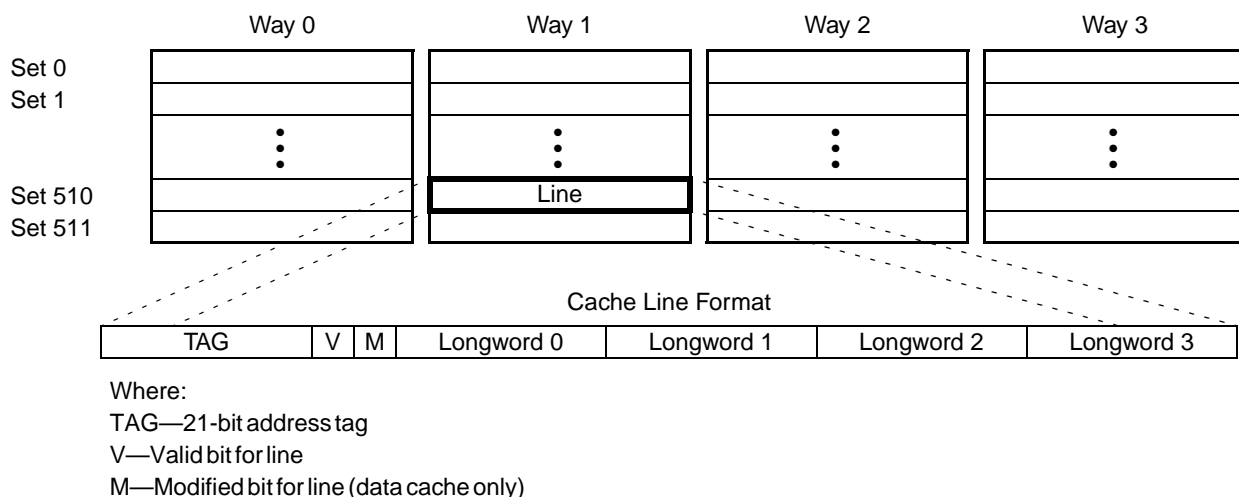 Way 0 Way 1 Way 2 Way 3
Set 0
Set 1
Set 510 Line
Set 511
Cache Line Format
TAG V M Longword 0 Longword 1 Longword 2 Longword 3
Where:
TAG—21-bit address tag
V—Valid bit for line
M—Modified bit for line (data cache only)